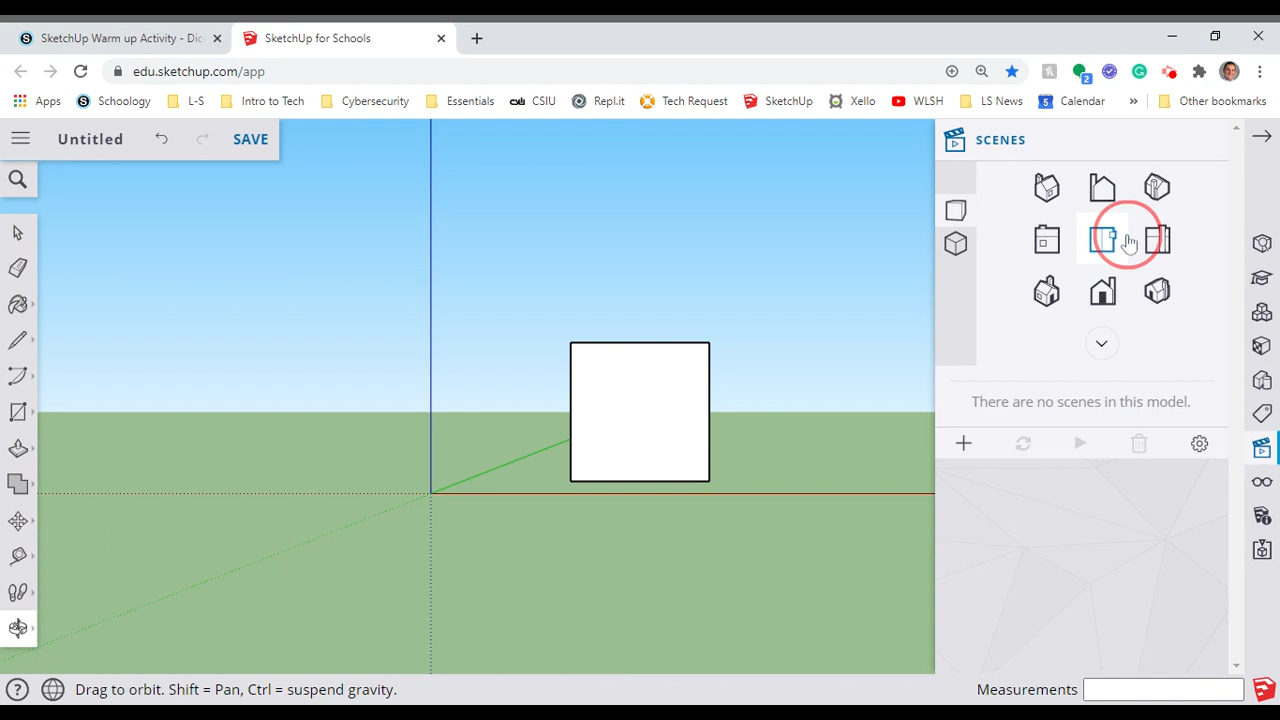 SketchUp Warm up Activity - Dic
SketchUp for Schools
edu.sketchup.com/app
2
Apps
Schoology
L-S
Intro to Tech
Cybersecurity
Essentials
CSIU
Repl.it
Tech Request
SketchUp
Xello
WLSH
LS News
5
Calendar
Other bookmarks
Untitled
SAVE
SCENES
There are no scenes in this model.
Drag to orbit. Shift = Pan, Ctrl = suspend gravity.
Measurements